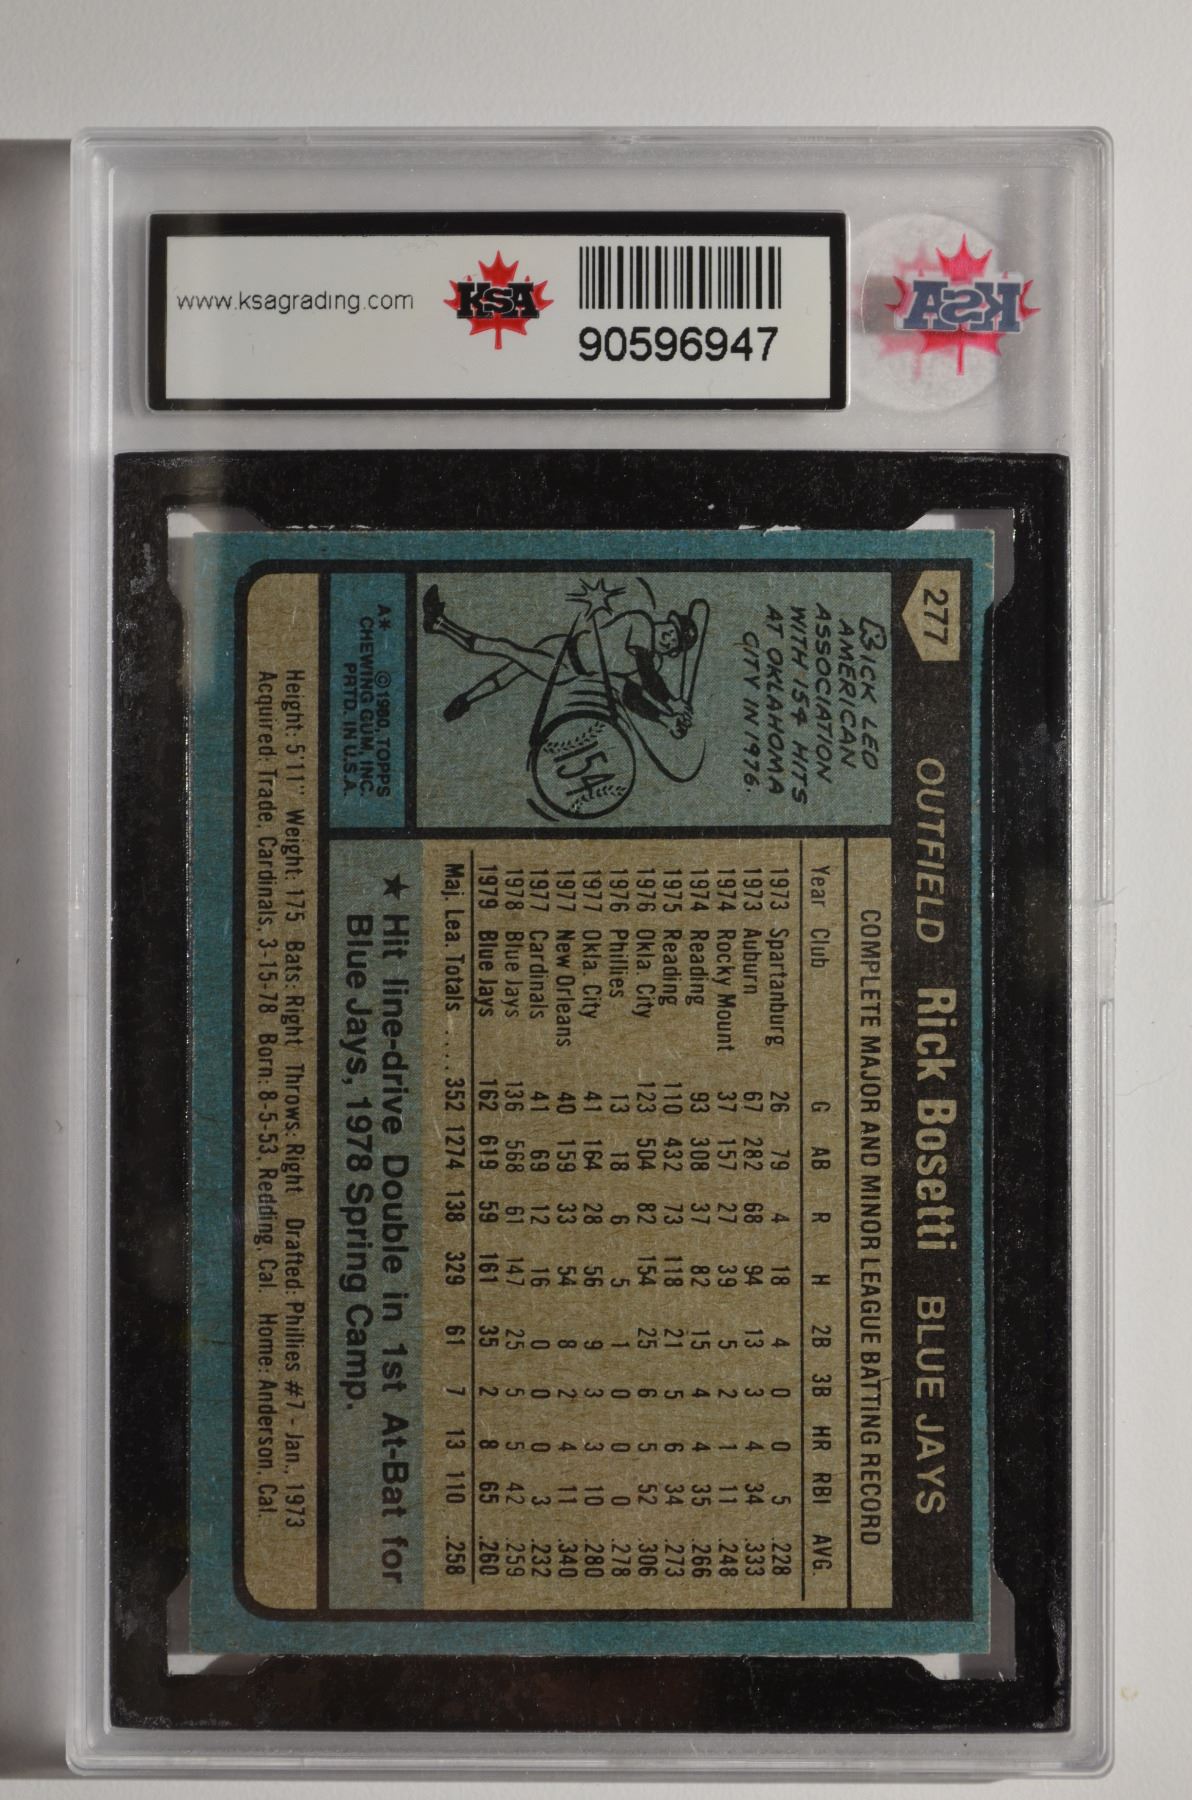 www.ksagrading.com
KSA
90596947
KSA
277 OUTFIELD Rick Bosetti BLUE JAYS
RICK LED
AMERICAN
ASSOCIATION
WITH 154 HITS
AT OKLAHOMA
CITY IN 1976.
154
A* ©1980, TOPPS
CHEWING GUM, INC.
PRTD. IN U.S.A.
COMPLETE MAJOR AND MINOR LEAGUE BATTING RECORD
Year Club G AB R H 2B 3B HR RBI AVG.
1973 Spartanburg 26 79 4 18 4 0 0 5 .228
1973 Auburn 67 282 68 94 13 3 4 34 .333
1974 Rocky Mount 37 157 27 39 5 2 1 11 .248
1974 Reading 93 308 37 82 15 4 4 35 .266
1975 Reading 110 432 73 118 21 5 6 34 .273
1976 Okla. City 123 504 82 154 25 6 5 52 .306
1976 Phillies 13 18 6 5 1 0 0 0 .278
1977 Okla. City 41 164 28 56 9 3 3 10 .280
1977 New Orleans 40 159 33 54 8 2 4 11 .340
1977 Cardinals 41 69 12 16 0 0 0 3 .232
1978 Blue Jays 136 568 61 147 25 5 5 42 .259
1979 Blue Jays 162 619 59 161 35 2 8 65 .260
Maj. Lea. Totals .... 352 1274 138 329 61 7 13 110 .258
★ Hit line-drive Double in 1st At-Bat for
Blue Jays, 1978 Spring Camp.
Height: 5'11" Weight: 175 Bats: Right Throws: Right Drafted: Phillies #7 - Jan., 1973
Acquired: Trade, Cardinals, 3-15-78 Born: 8-5-53, Redding, Cal. Home: Anderson, Cal.